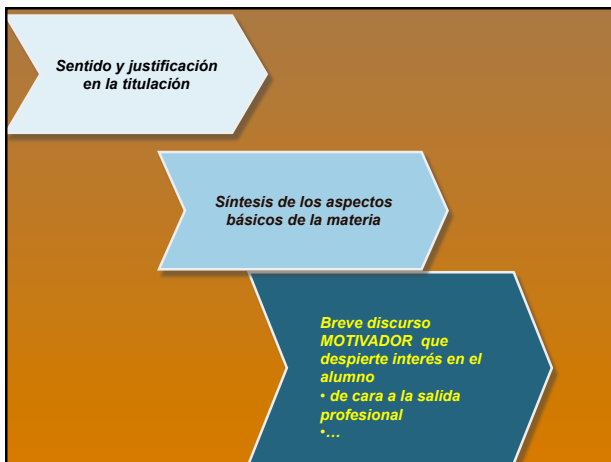 Sentido y justificación
en la titulación
Síntesis de los aspectos
básicos de la materia
Breve discurso
MOTIVADOR que
despierte interés en el
alumno
• de cara a la salida
profesional
•…